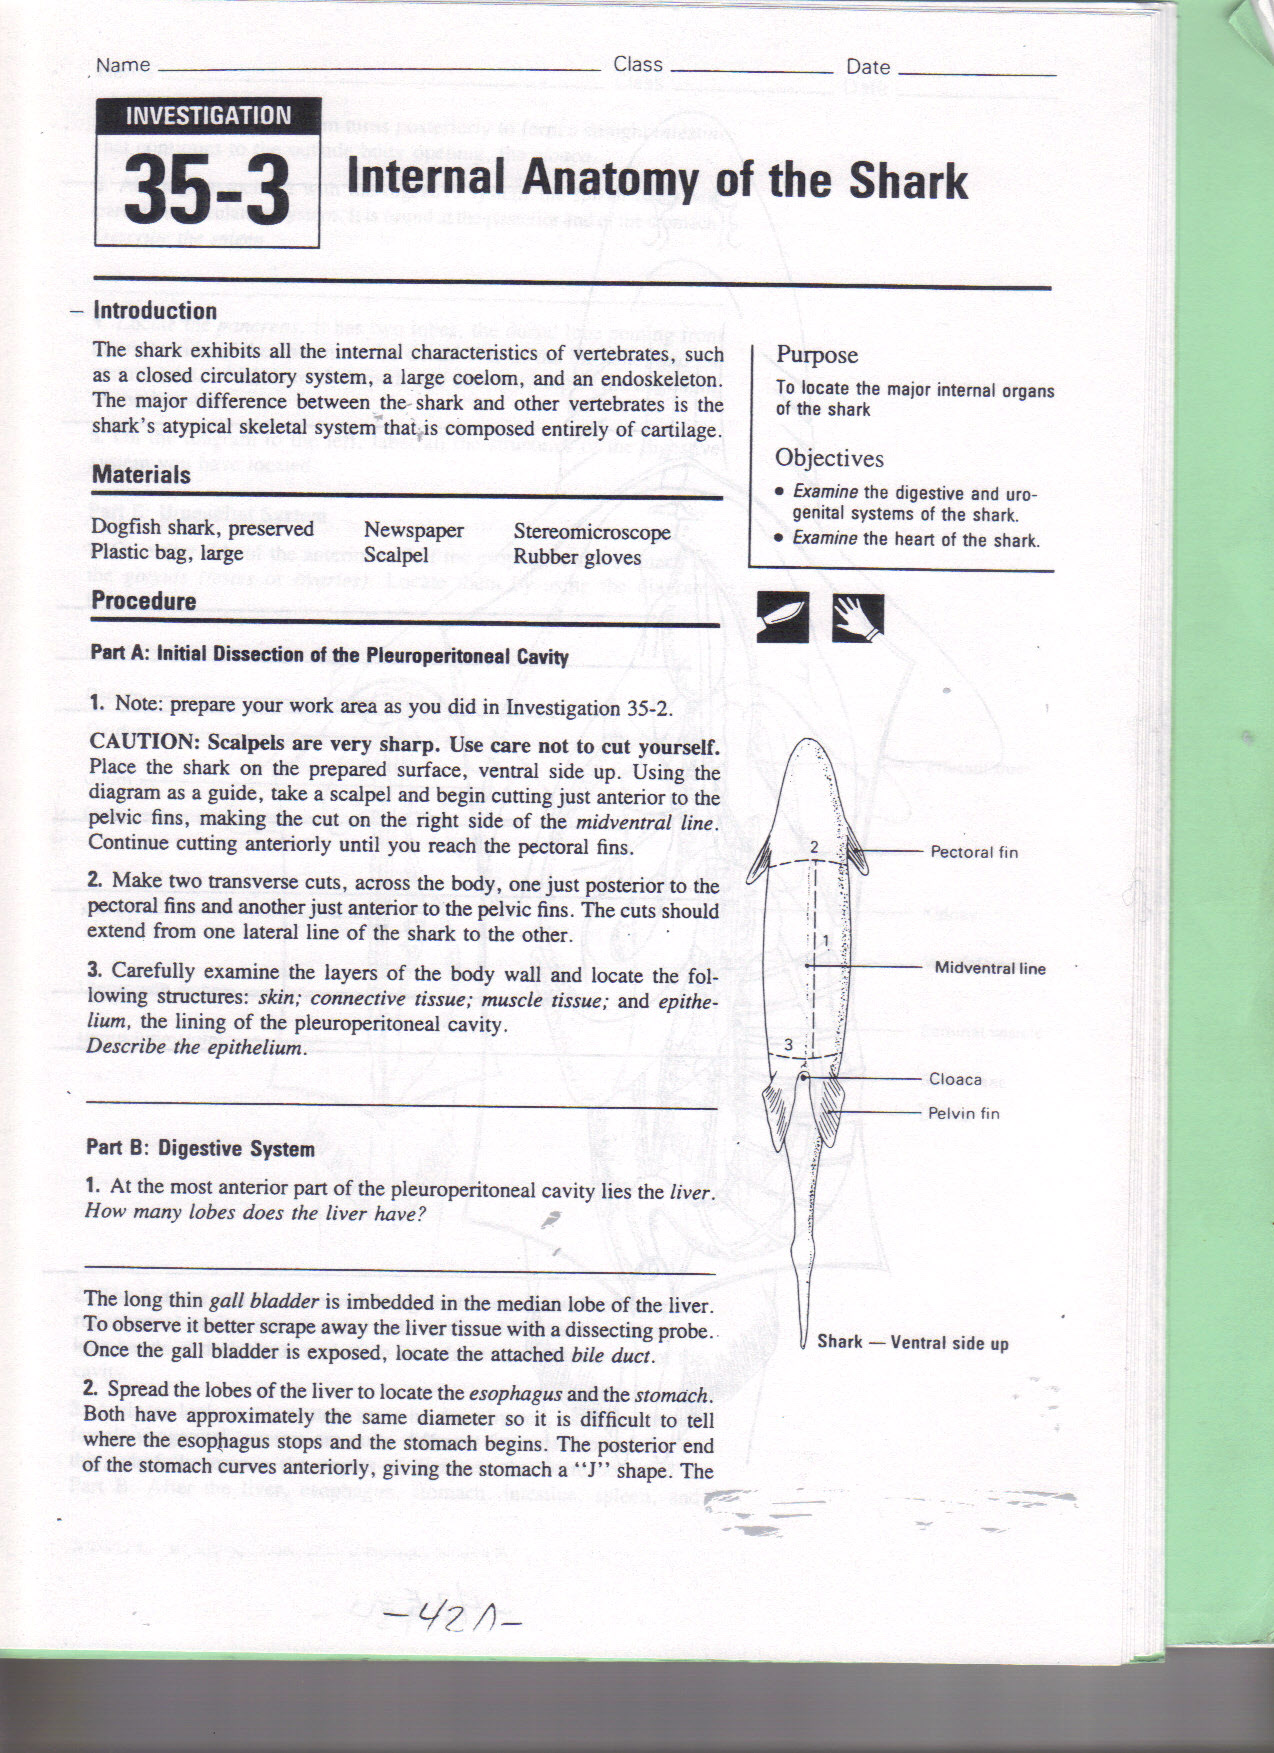 Name Class Date
INVESTIGATION
35-3
Internal Anatomy of the Shark
Introduction
The shark exhibits all the internal characteristics of vertebrates, such
as a closed circulatory system, a large coelom, and an endoskeleton.
The major difference between the shark and other vertebrates is the
shark's atypical skeletal system that is composed entirely of cartilage.
Purpose
To locate the major internal organs
of the shark
Objectives
• Examine the digestive and uro-
genital systems of the shark.
• Examine the heart of the shark.
Materials
Dogfish shark, preserved Newspaper Stereomicroscope
Plastic bag, large Scalpel Rubber gloves
Procedure
Part A: Initial Dissection of the Pleuroperitoneal Cavity
1. Note: prepare your work area as you did in Investigation 35-2.
CAUTION: Scalpels are very sharp. Use care not to cut yourself.
Place the shark on the prepared surface, ventral side up. Using the
diagram as a guide, take a scalpel and begin cutting just anterior to the
pelvic fins, making the cut on the right side of the midventral line.
Continue cutting anteriorly until you reach the pectoral fins.
2. Make two transverse cuts, across the body, one just posterior to the
pectoral fins and another just anterior to the pelvic fins. The cuts should
extend from one lateral line of the shark to the other.
3. Carefully examine the layers of the body wall and locate the fol-
lowing structures: skin; connective tissue; muscle tissue; and epithe-
lium, the lining of the pleuroperitoneal cavity.
Describe the epithelium.
Part B: Digestive System
1. At the most anterior part of the pleuroperitoneal cavity lies the liver.
How many lobes does the liver have?
The long thin gall bladder is imbedded in the median lobe of the liver.
To observe it better scrape away the liver tissue with a dissecting probe.
Once the gall bladder is exposed, locate the attached bile duct.
2. Spread the lobes of the liver to locate the esophagus and the stomach.
Both have approximately the same diameter so it is difficult to tell
where the esophagus stops and the stomach begins. The posterior end
of the stomach curves anteriorly, giving the stomach a "J" shape. The
2
Pectoral fin
1
Midventral line
3
Cloaca
Pelvin fin
Shark — Ventral side up